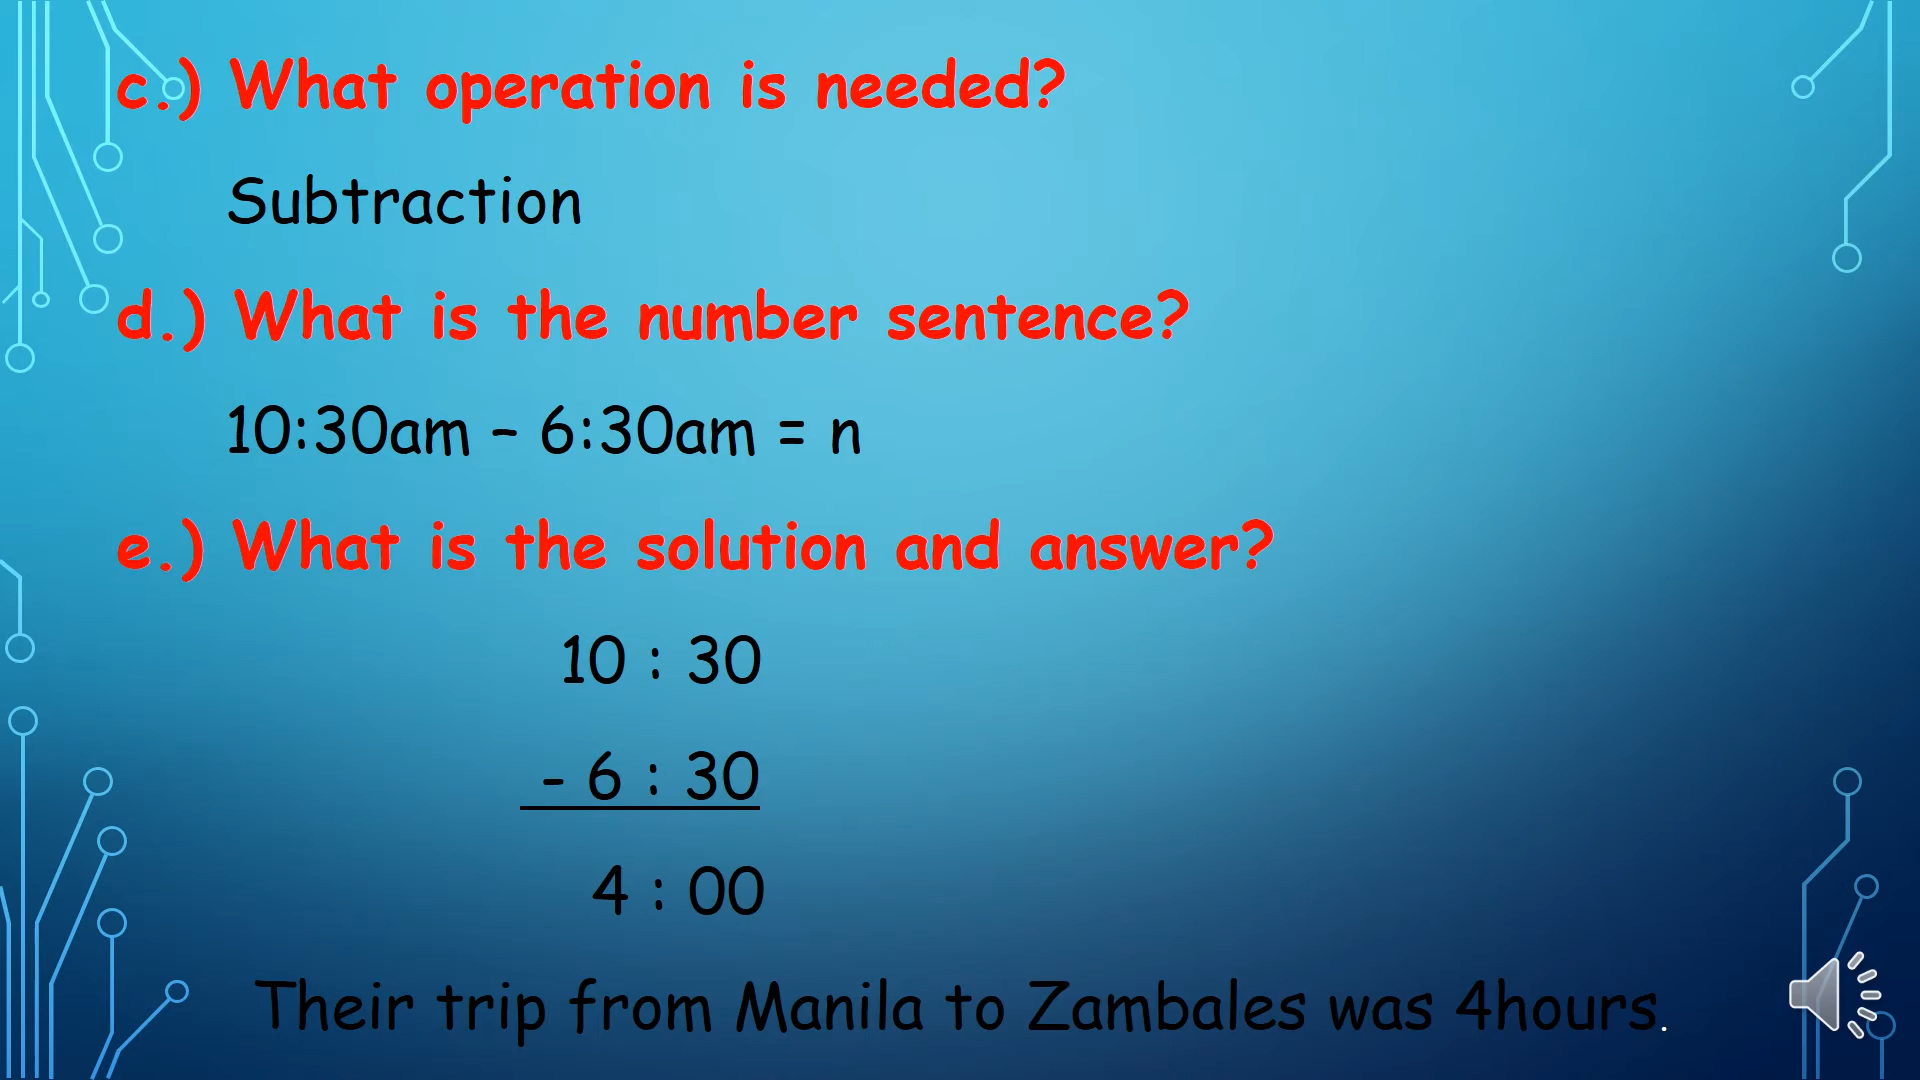 c.) What operation is needed?
Subtraction
d.) What is the number sentence?
10:30am – 6:30am = n
e.) What is the solution and answer?
10 : 30
- 6 : 30
4 : 00
Their trip from Manila to Zambales was 4hours.